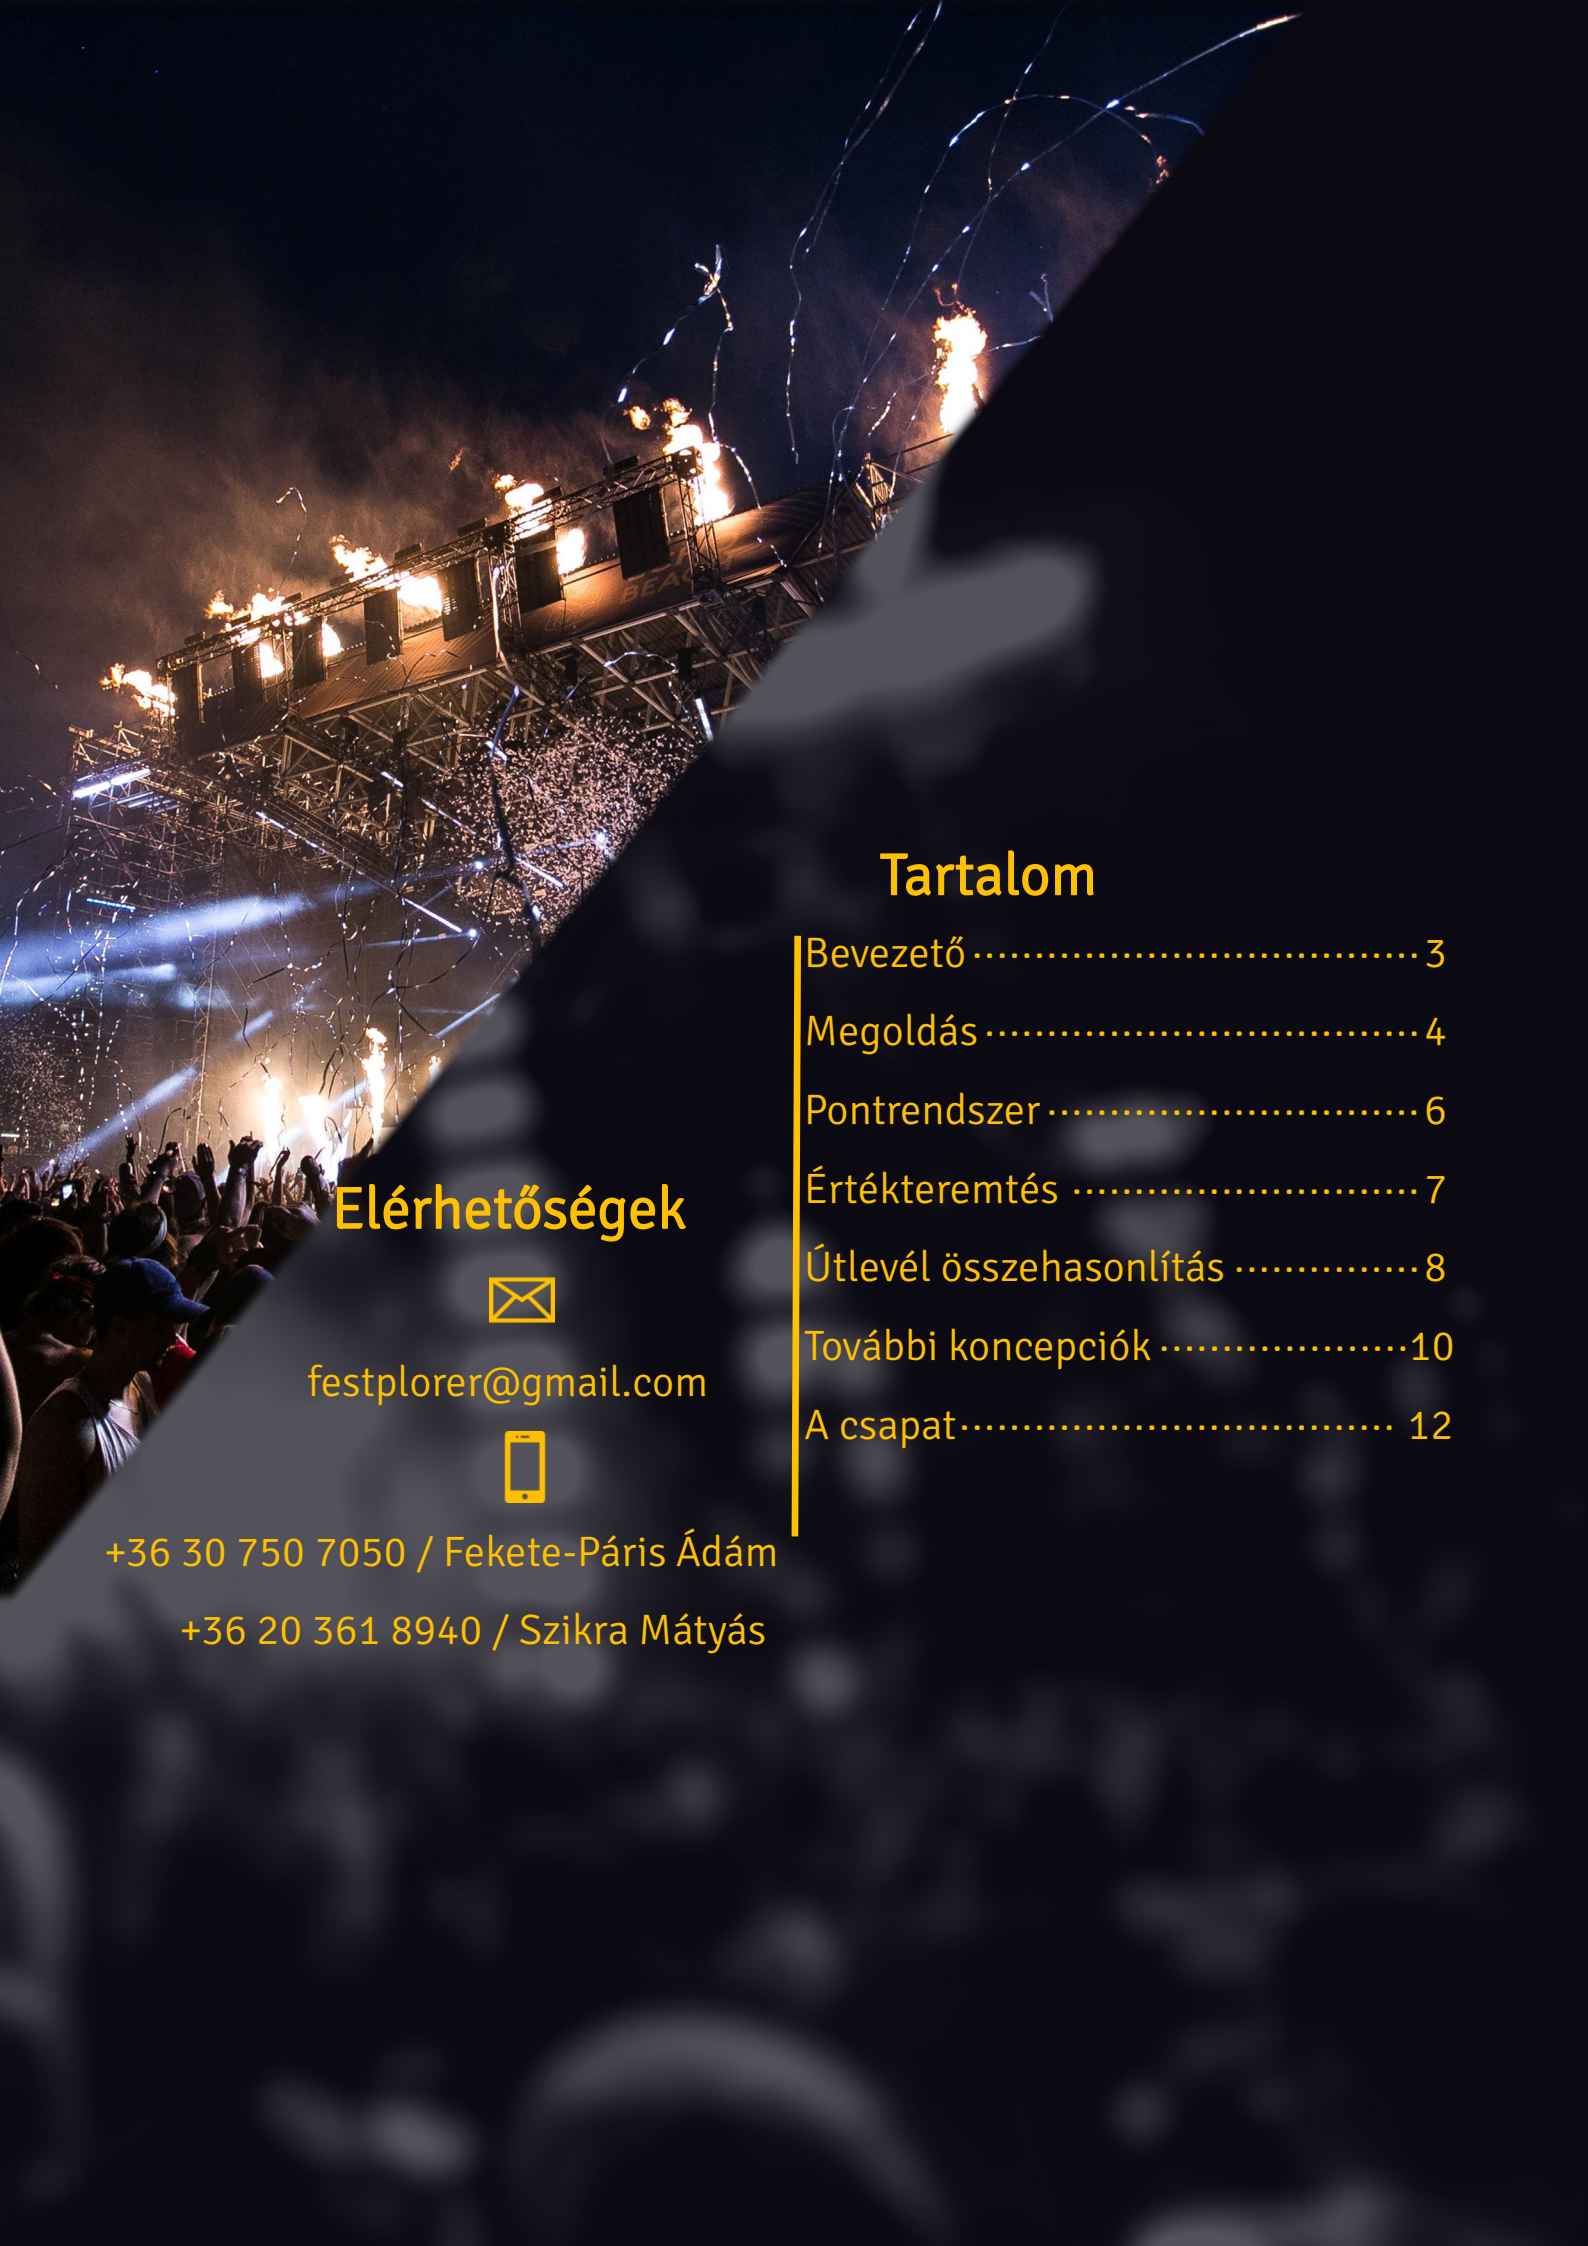 BEACH
Tartalom
Bevezető 3
Megoldás 4
Pontrendszer 6
Értékteremtés 7
Útlevél összehasonlítás 8
További koncepciók 10
A csapat 12
Elérhetőségek
festplorer@gmail.com
+36 30 750 7050 / Fekete-Páris Ádám
+36 20 361 8940 / Szikra Mátyás